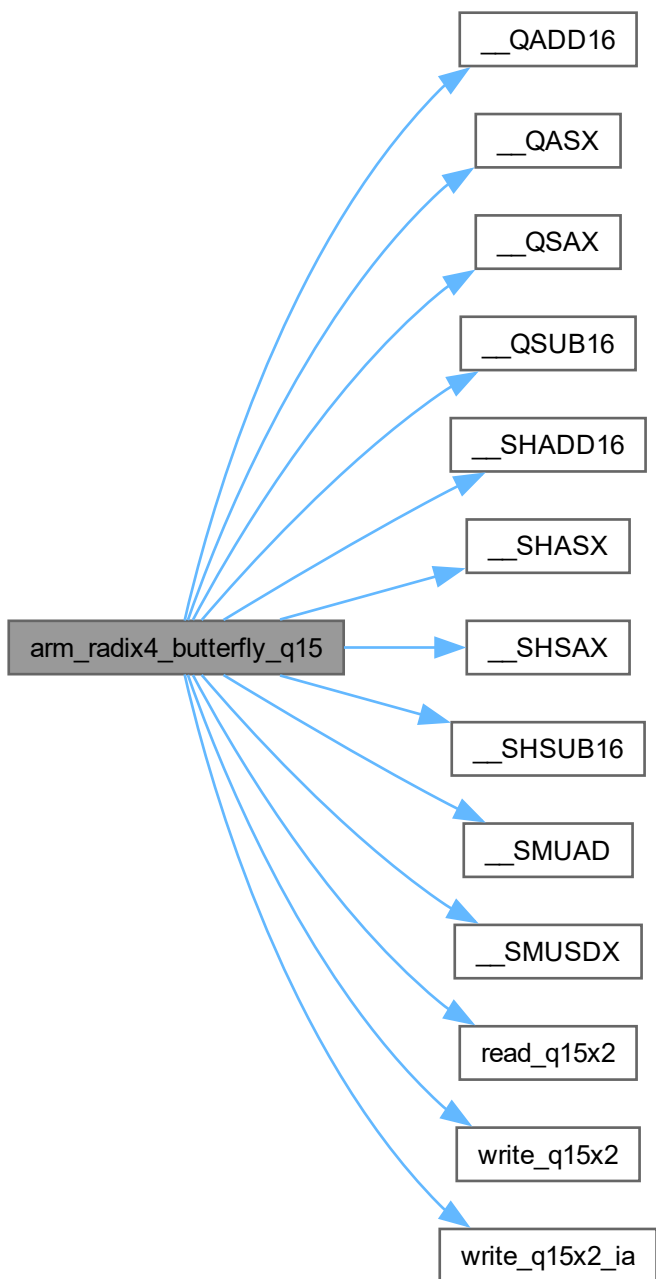 __QADD16
__QASX
__QSAX
__QSUB16
__SHADD16
__SHASX
arm_radix4_butterfly_q15
__SHSAX
__SHSUB16
__SMUAD
__SMUSDX
read_q15x2
write_q15x2
write_q15x2_ia